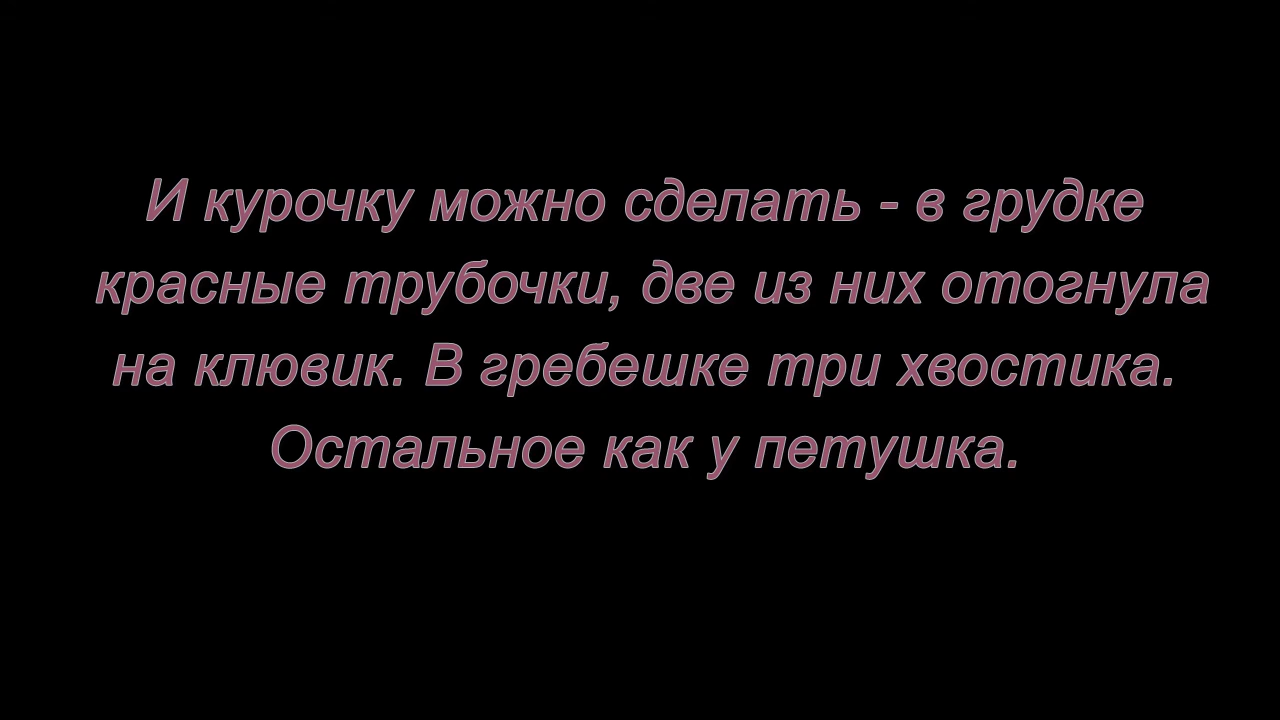 И курочку можно сделать - в грудке
красные трубочки, две из них отогнула
на клювик. В гребешке три хвостика.
Остальное как у петушка.